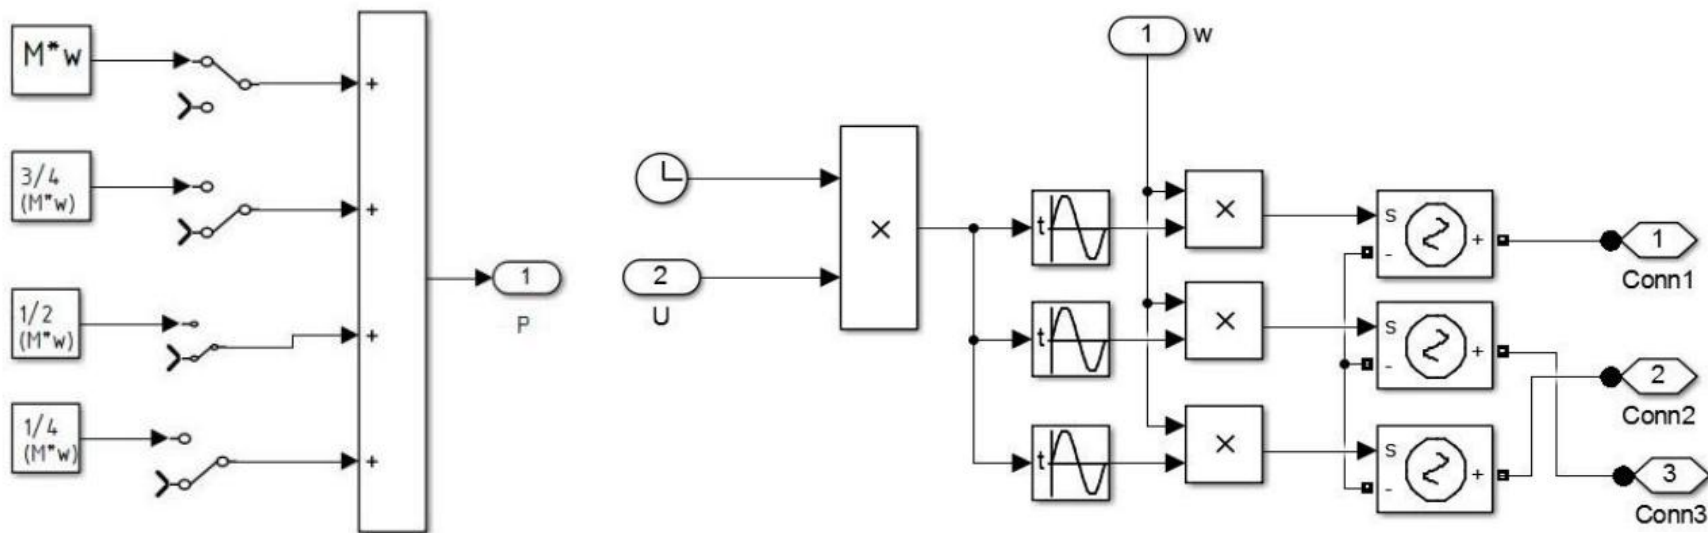 M*w
+
3/4
(M*w)
+
1/2
(M*w)
+
1/4
(M*w)
+
1
P
2
U
×
1
w
t
×
t
×
t
×
s
-
+
s
-
+
s
-
+
1
Conn1
2
Conn2
3
Conn3